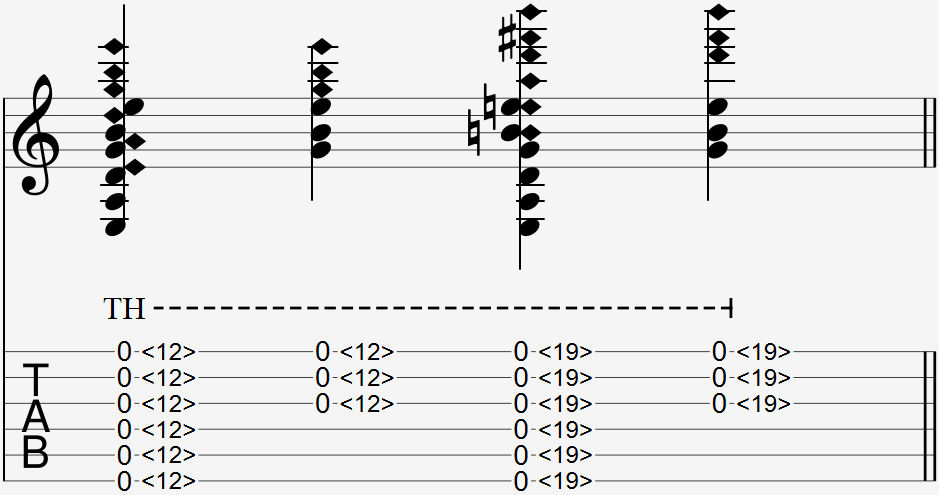 TH
0 <12> 0 <12> 0 <19> 0 <19>
T 0 <12> 0 <12> 0 <19> 0 <19>
A 0 <12> 0 <12> 0 <19> 0 <19>
0 <12> 0 <19>
B 0 <12> 0 <19>
0 <12> 0 <19>